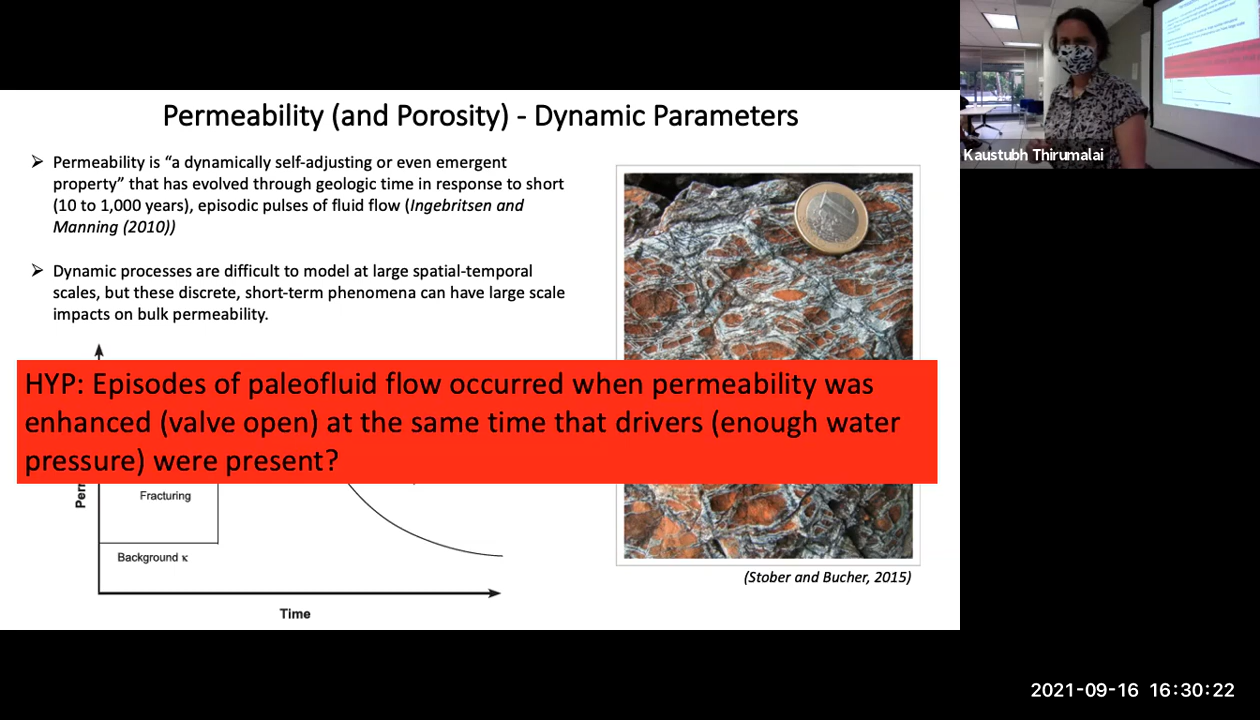 Permeability (and Porosity) - Dynamic Parameters
➢ Permeability is “a dynamically self-adjusting or even emergent
property” that has evolved through geologic time in response to short
(10 to 1,000 years), episodic pulses of fluid flow (Ingebritsen and
Manning (2010))
➢ Dynamic processes are difficult to model at large spatial-temporal
scales, but these discrete, short-term phenomena can have large scale
impacts on bulk permeability.
HYP: Episodes of paleofluid flow occurred when permeability was
enhanced (valve open) at the same time that drivers (enough water
pressure) were present?
Fracturing
Background κ
Time
(Stober and Bucher, 2015)
Kaustubh Thirumalai
2021-09-16 16:30:22